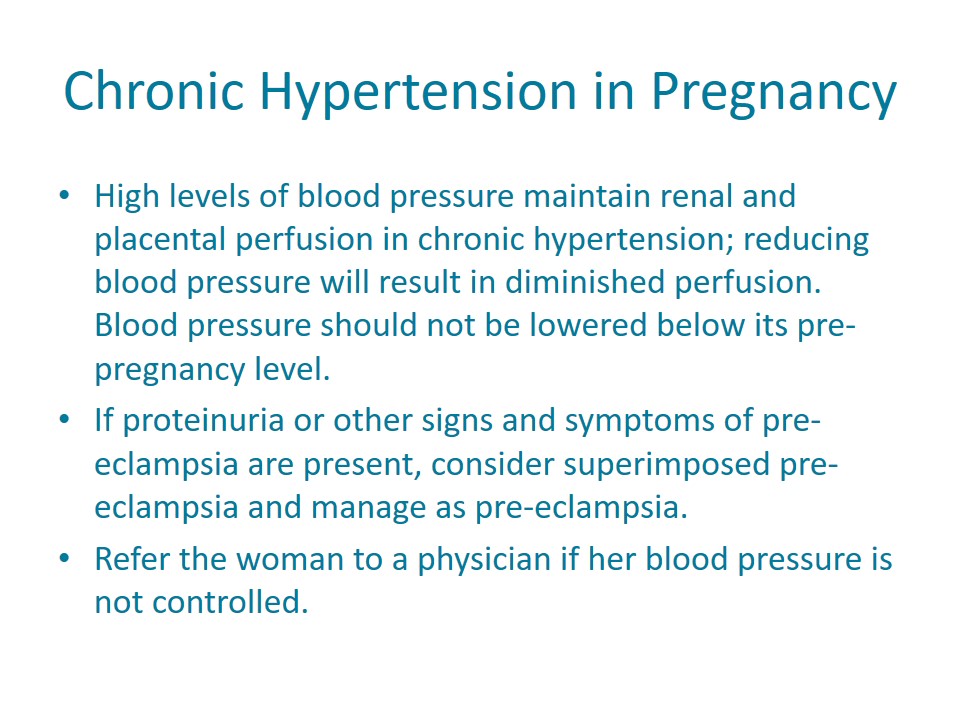 Chronic Hypertension in Pregnancy
• High levels of blood pressure maintain renal and
placental perfusion in chronic hypertension; reducing
blood pressure will result in diminished perfusion.
Blood pressure should not be lowered below its pre-
pregnancy level.
• If proteinuria or other signs and symptoms of pre-
eclampsia are present, consider superimposed pre-
eclampsia and manage as pre-eclampsia.
• Refer the woman to a physician if her blood pressure is
not controlled.